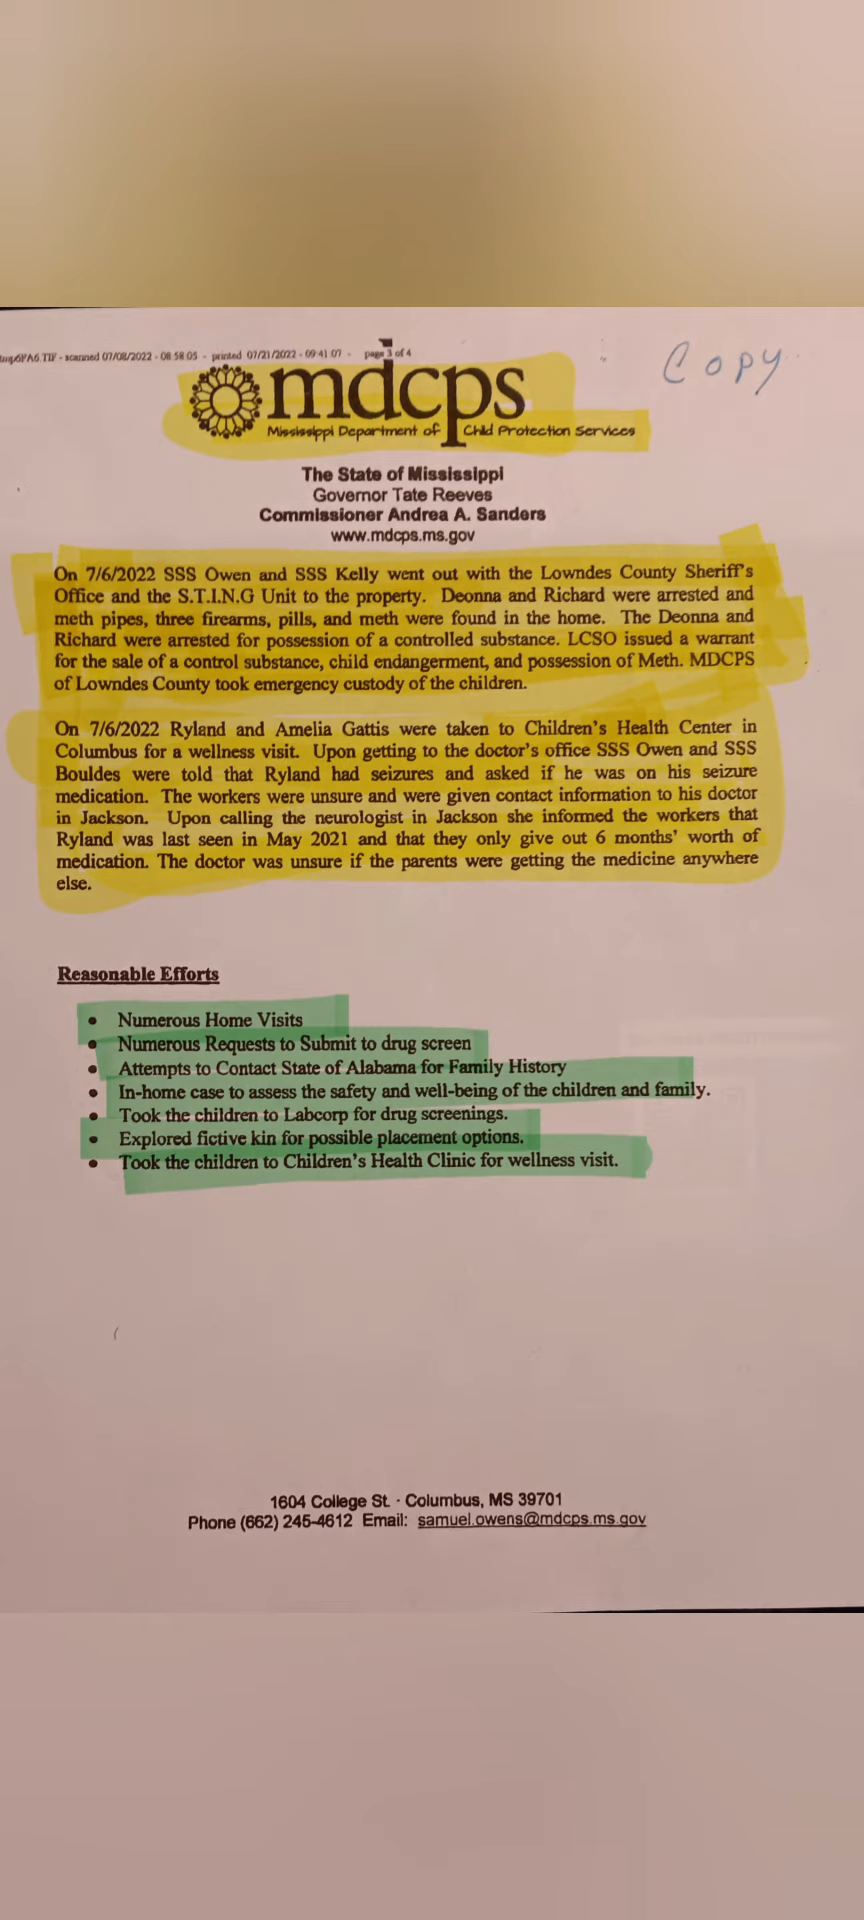 tmp6FA6.TIF - scanned 07/08/2022 - 08 58 05 - printed 07/21/2022 - 09 41 07 - page 3 of 4
Copy
mdcps
Mississippi Department of Child Protection Services
The State of Mississippi
Governor Tate Reeves
Commissioner Andrea A. Sanders
www.mdcps.ms.gov
On 7/6/2022 SSS Owen and SSS Kelly went out with the Lowndes County Sheriff's
Office and the S.T.I.N.G Unit to the property. Deonna and Richard were arrested and
meth pipes, three firearms, pills, and meth were found in the home. The Deonna and
Richard were arrested for possession of a controlled substance. LCSO issued a warrant
for the sale of a control substance, child endangerment, and possession of Meth. MDCPS
of Lowndes County took emergency custody of the children.
On 7/6/2022 Ryland and Amelia Gattis were taken to Children's Health Center in
Columbus for a wellness visit. Upon getting to the doctor's office SSS Owen and SSS
Bouldes were told that Ryland had seizures and asked if he was on his seizure
medication. The workers were unsure and were given contact information to his doctor
in Jackson. Upon calling the neurologist in Jackson she informed the workers that
Ryland was last seen in May 2021 and that they only give out 6 months' worth of
medication. The doctor was unsure if the parents were getting the medicine anywhere
else.
Reasonable Efforts
• Numerous Home Visits
• Numerous Requests to Submit to drug screen
• Attempts to Contact State of Alabama for Family History
• In-home case to assess the safety and well-being of the children and family.
• Took the children to Labcorp for drug screenings.
• Explored fictive kin for possible placement options.
• Took the children to Children's Health Clinic for wellness visit.
1604 College St. · Columbus, MS 39701
Phone (662) 245-4612 Email: samuel.owens@mdcps.ms.gov